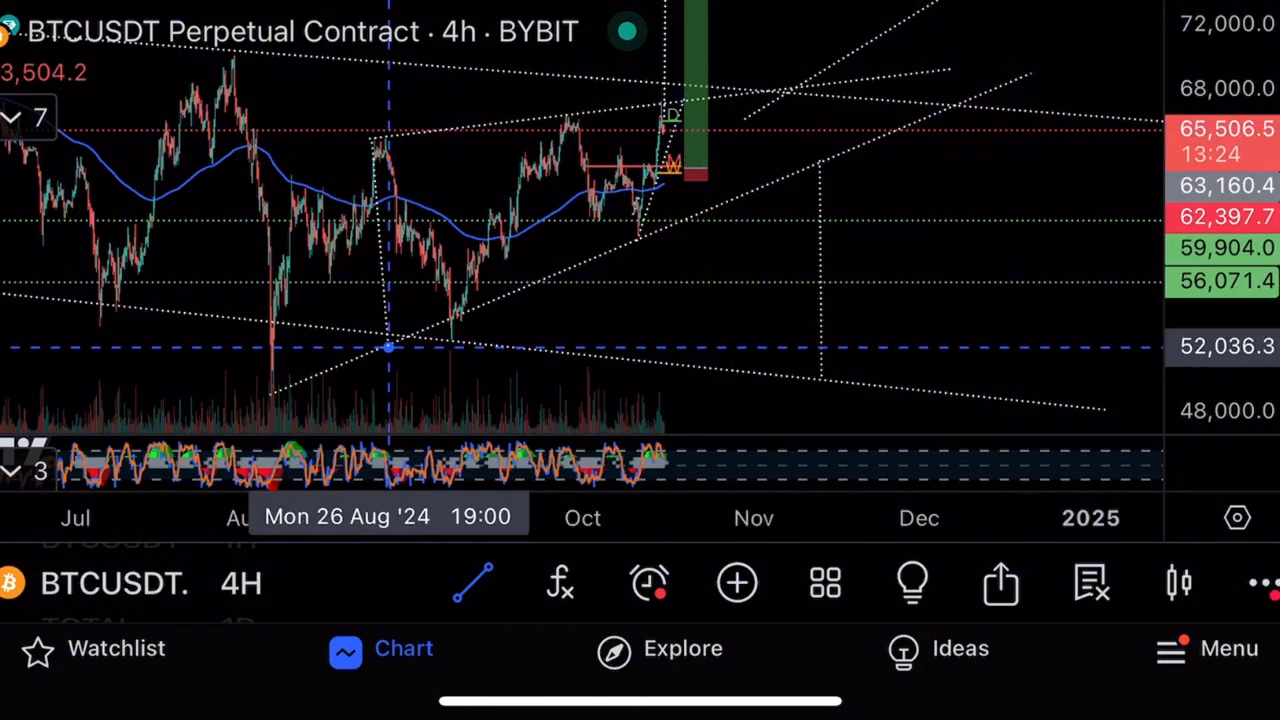 BTCUSDT Perpetual Contract · 4h · BYBIT
72,000.0
3,504.2
68,000.0
7
D
65,506.5
13:24
M
W
63,160.4
62,397.7
59,904.0
56,071.4
52,036.3
48,000.0
3
Jul
Au
Mon 26 Aug '24 19:00
Oct
Nov
Dec
2025
BTCUSDT. 4H
Watchlist
Chart
Explore
Ideas
Menu